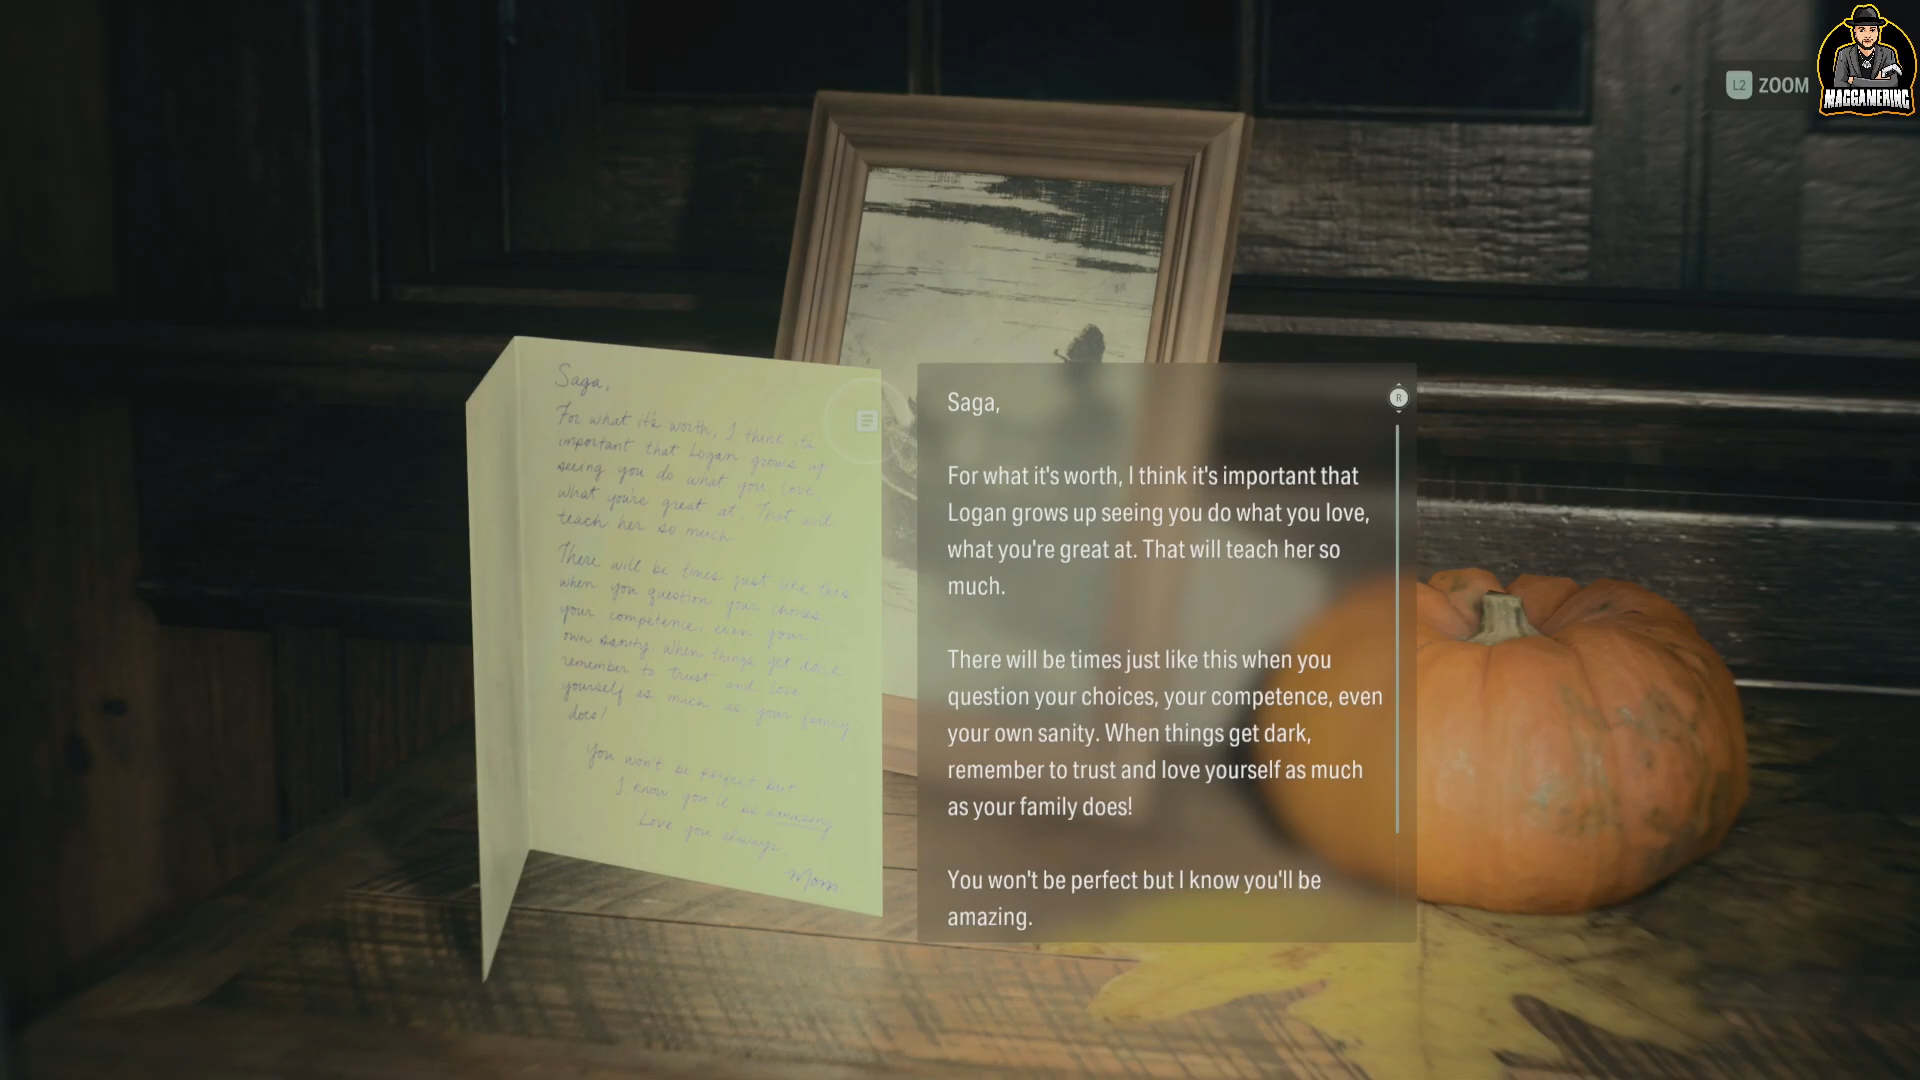 L2 ZOOM
MACGAMERING
Saga,
For what it's worth, I think it's
important that Logan grows up
seeing you do what you love,
what you're great at. That will
teach her so much.
There will be times just like this
when you question your choices,
your competence, even your
own sanity. When things get dark,
remember to trust and love
yourself as much as your family
does!
You won't be perfect but
I know you'll be amazing
Love you always,
Mom
R
Saga,
For what it's worth, I think it's important that
Logan grows up seeing you do what you love,
what you're great at. That will teach her so
much.
There will be times just like this when you
question your choices, your competence, even
your own sanity. When things get dark,
remember to trust and love yourself as much
as your family does!
You won't be perfect but I know you'll be
amazing.